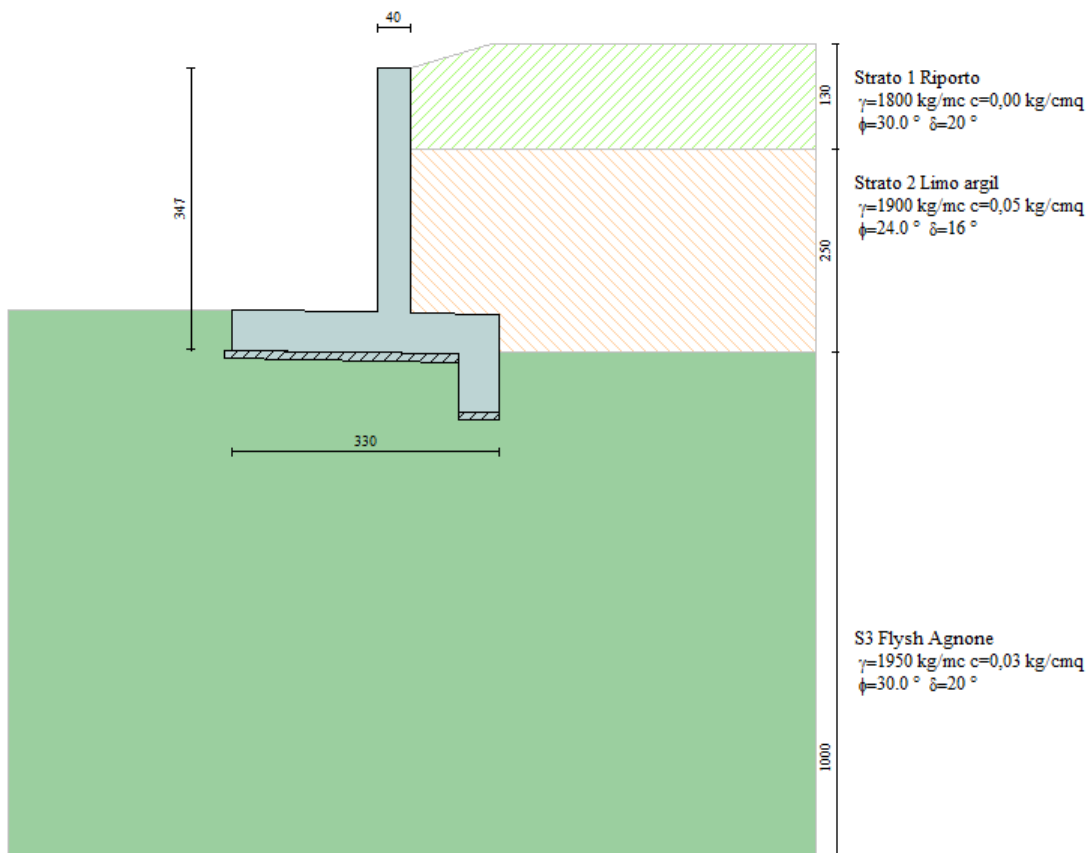 40
347
130
Strato 1 Riporto
γ=1800 kg/mc c=0,00 kg/cmq
ϕ=30.0 ° δ=20 °
Strato 2 Limo argil
γ=1900 kg/mc c=0,05 kg/cmq
ϕ=24.0 ° δ=16 °
250
330
S3 Flysh Agnone
γ=1950 kg/mc c=0,03 kg/cmq
ϕ=30.0 ° δ=20 °
1000